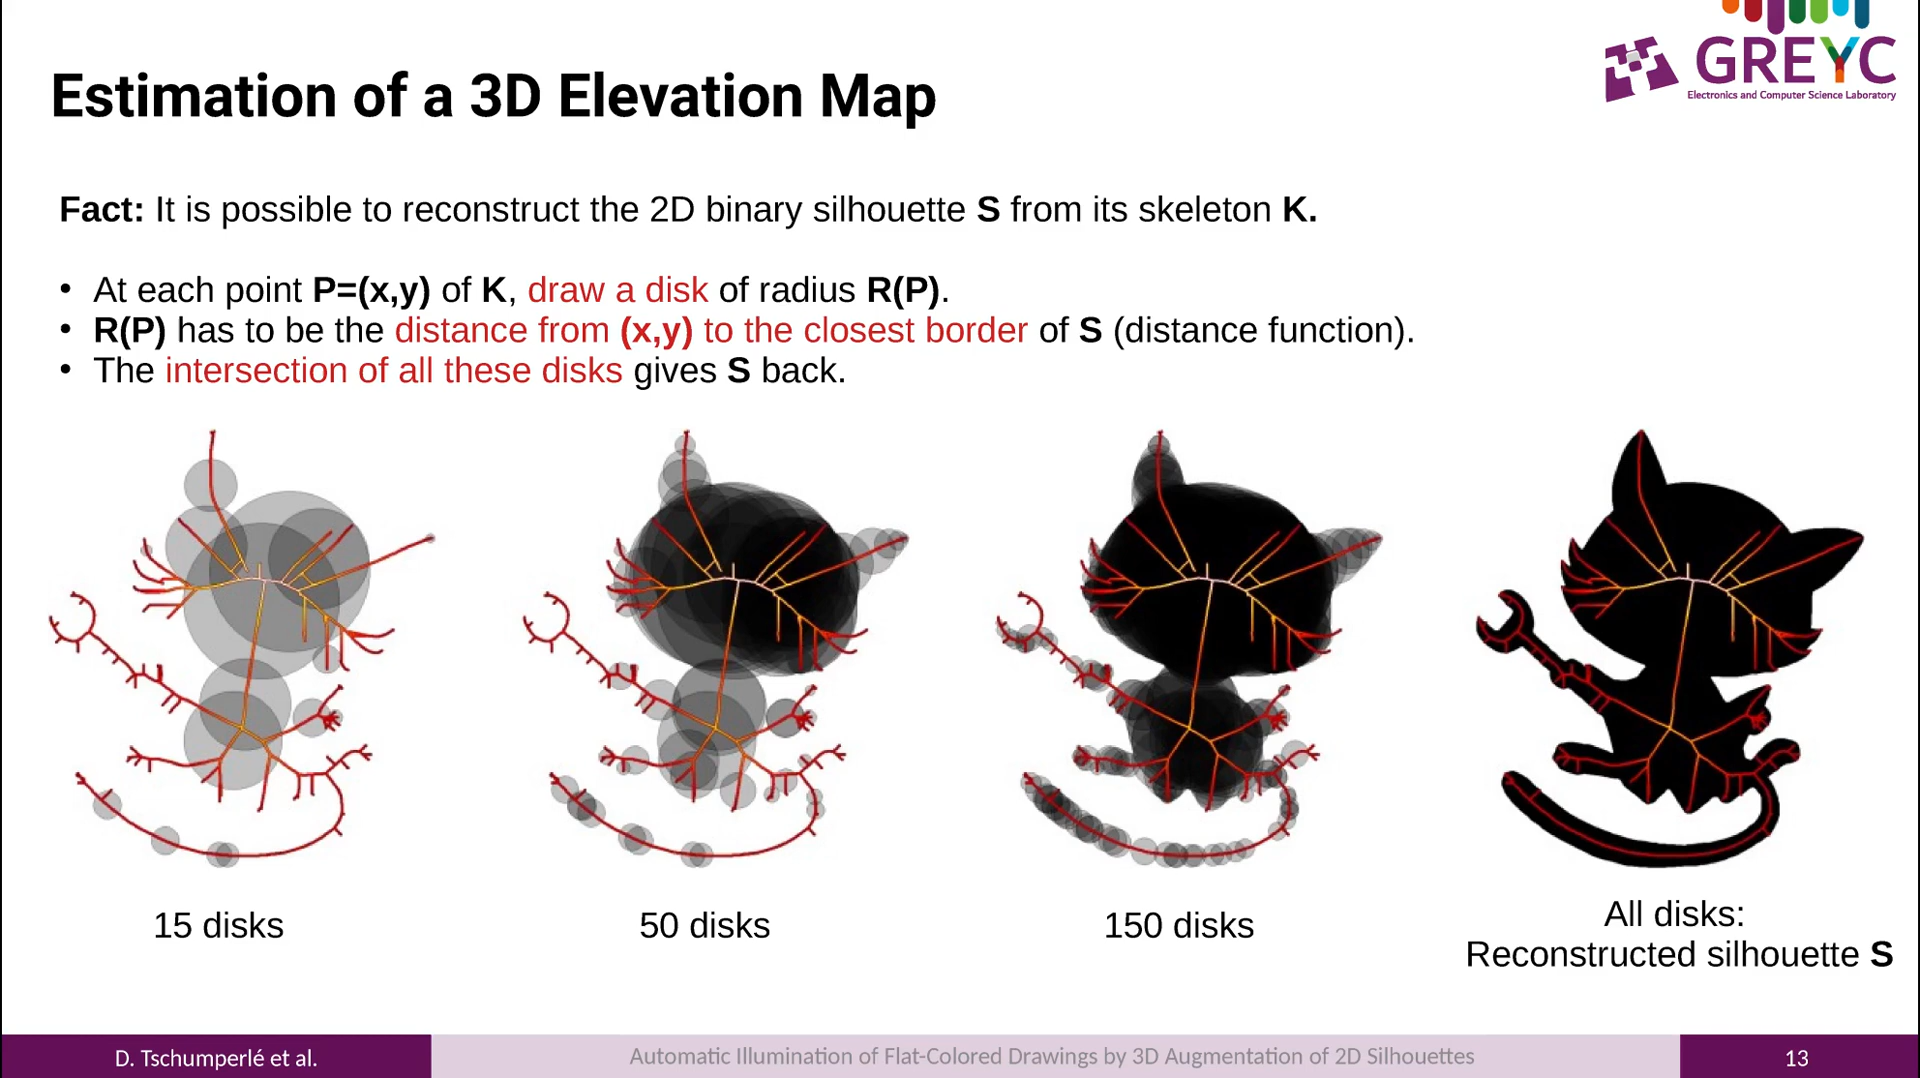 GREYC
Electronics and Computer Science Laboratory
Estimation of a 3D Elevation Map
Fact: It is possible to reconstruct the 2D binary silhouette S from its skeleton K.
• At each point P=(x,y) of K, draw a disk of radius R(P).
• R(P) has to be the distance from (x,y) to the closest border of S (distance function).
• The intersection of all these disks gives S back.
15 disks
50 disks
150 disks
All disks:
Reconstructed silhouette S
D. Tschumperlé et al.
Automatic Illumination of Flat-Colored Drawings by 3D Augmentation of 2D Silhouettes
13